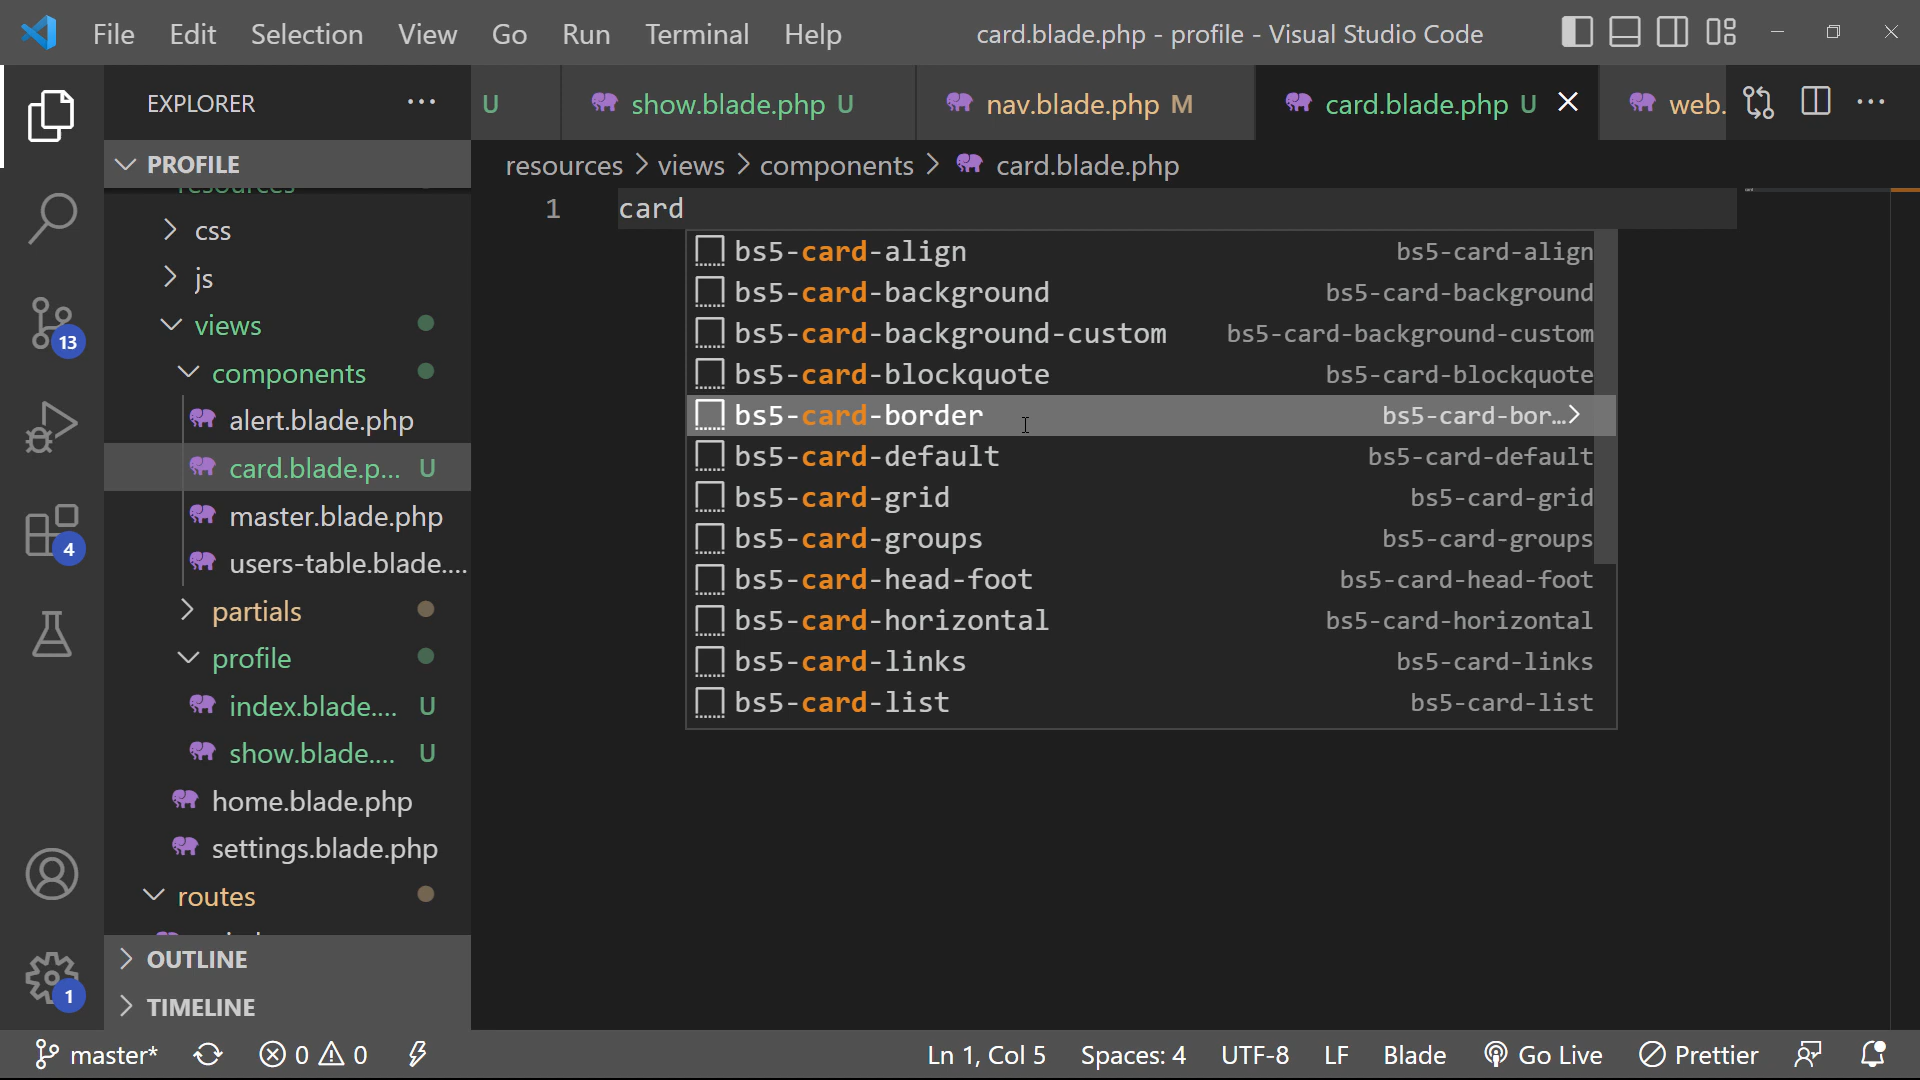 File Edit Selection View Go Run Terminal Help card.blade.php - profile - Visual Studio Code
EXPLORER
U show.blade.php U nav.blade.php M card.blade.php U web.
PROFILE
resources > views > components > card.blade.php
resources
1 card
css
js
views
components
alert.blade.php
card.blade.p... U
master.blade.php
users-table.blade....
partials
profile
index.blade.... U
show.blade.... U
home.blade.php
settings.blade.php
routes
OUTLINE
TIMELINE
13
4
1
bs5-card-align bs5-card-align
bs5-card-background bs5-card-background
bs5-card-background-custom bs5-card-background-custom
bs5-card-blockquote bs5-card-blockquote
bs5-card-border bs5-card-bor...
bs5-card-default bs5-card-default
bs5-card-grid bs5-card-grid
bs5-card-groups bs5-card-groups
bs5-card-head-foot bs5-card-head-foot
bs5-card-horizontal bs5-card-horizontal
bs5-card-links bs5-card-links
bs5-card-list bs5-card-list
master* 0 0 Ln 1, Col 5 Spaces: 4 UTF-8 LF Blade Go Live Prettier